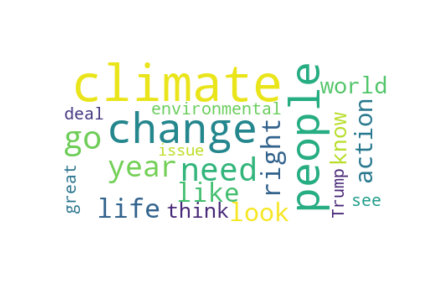 climate
people
world
deal
environmental
go
change
right
know
action
issue
year
need
like
great
life
think
look
Trump
see